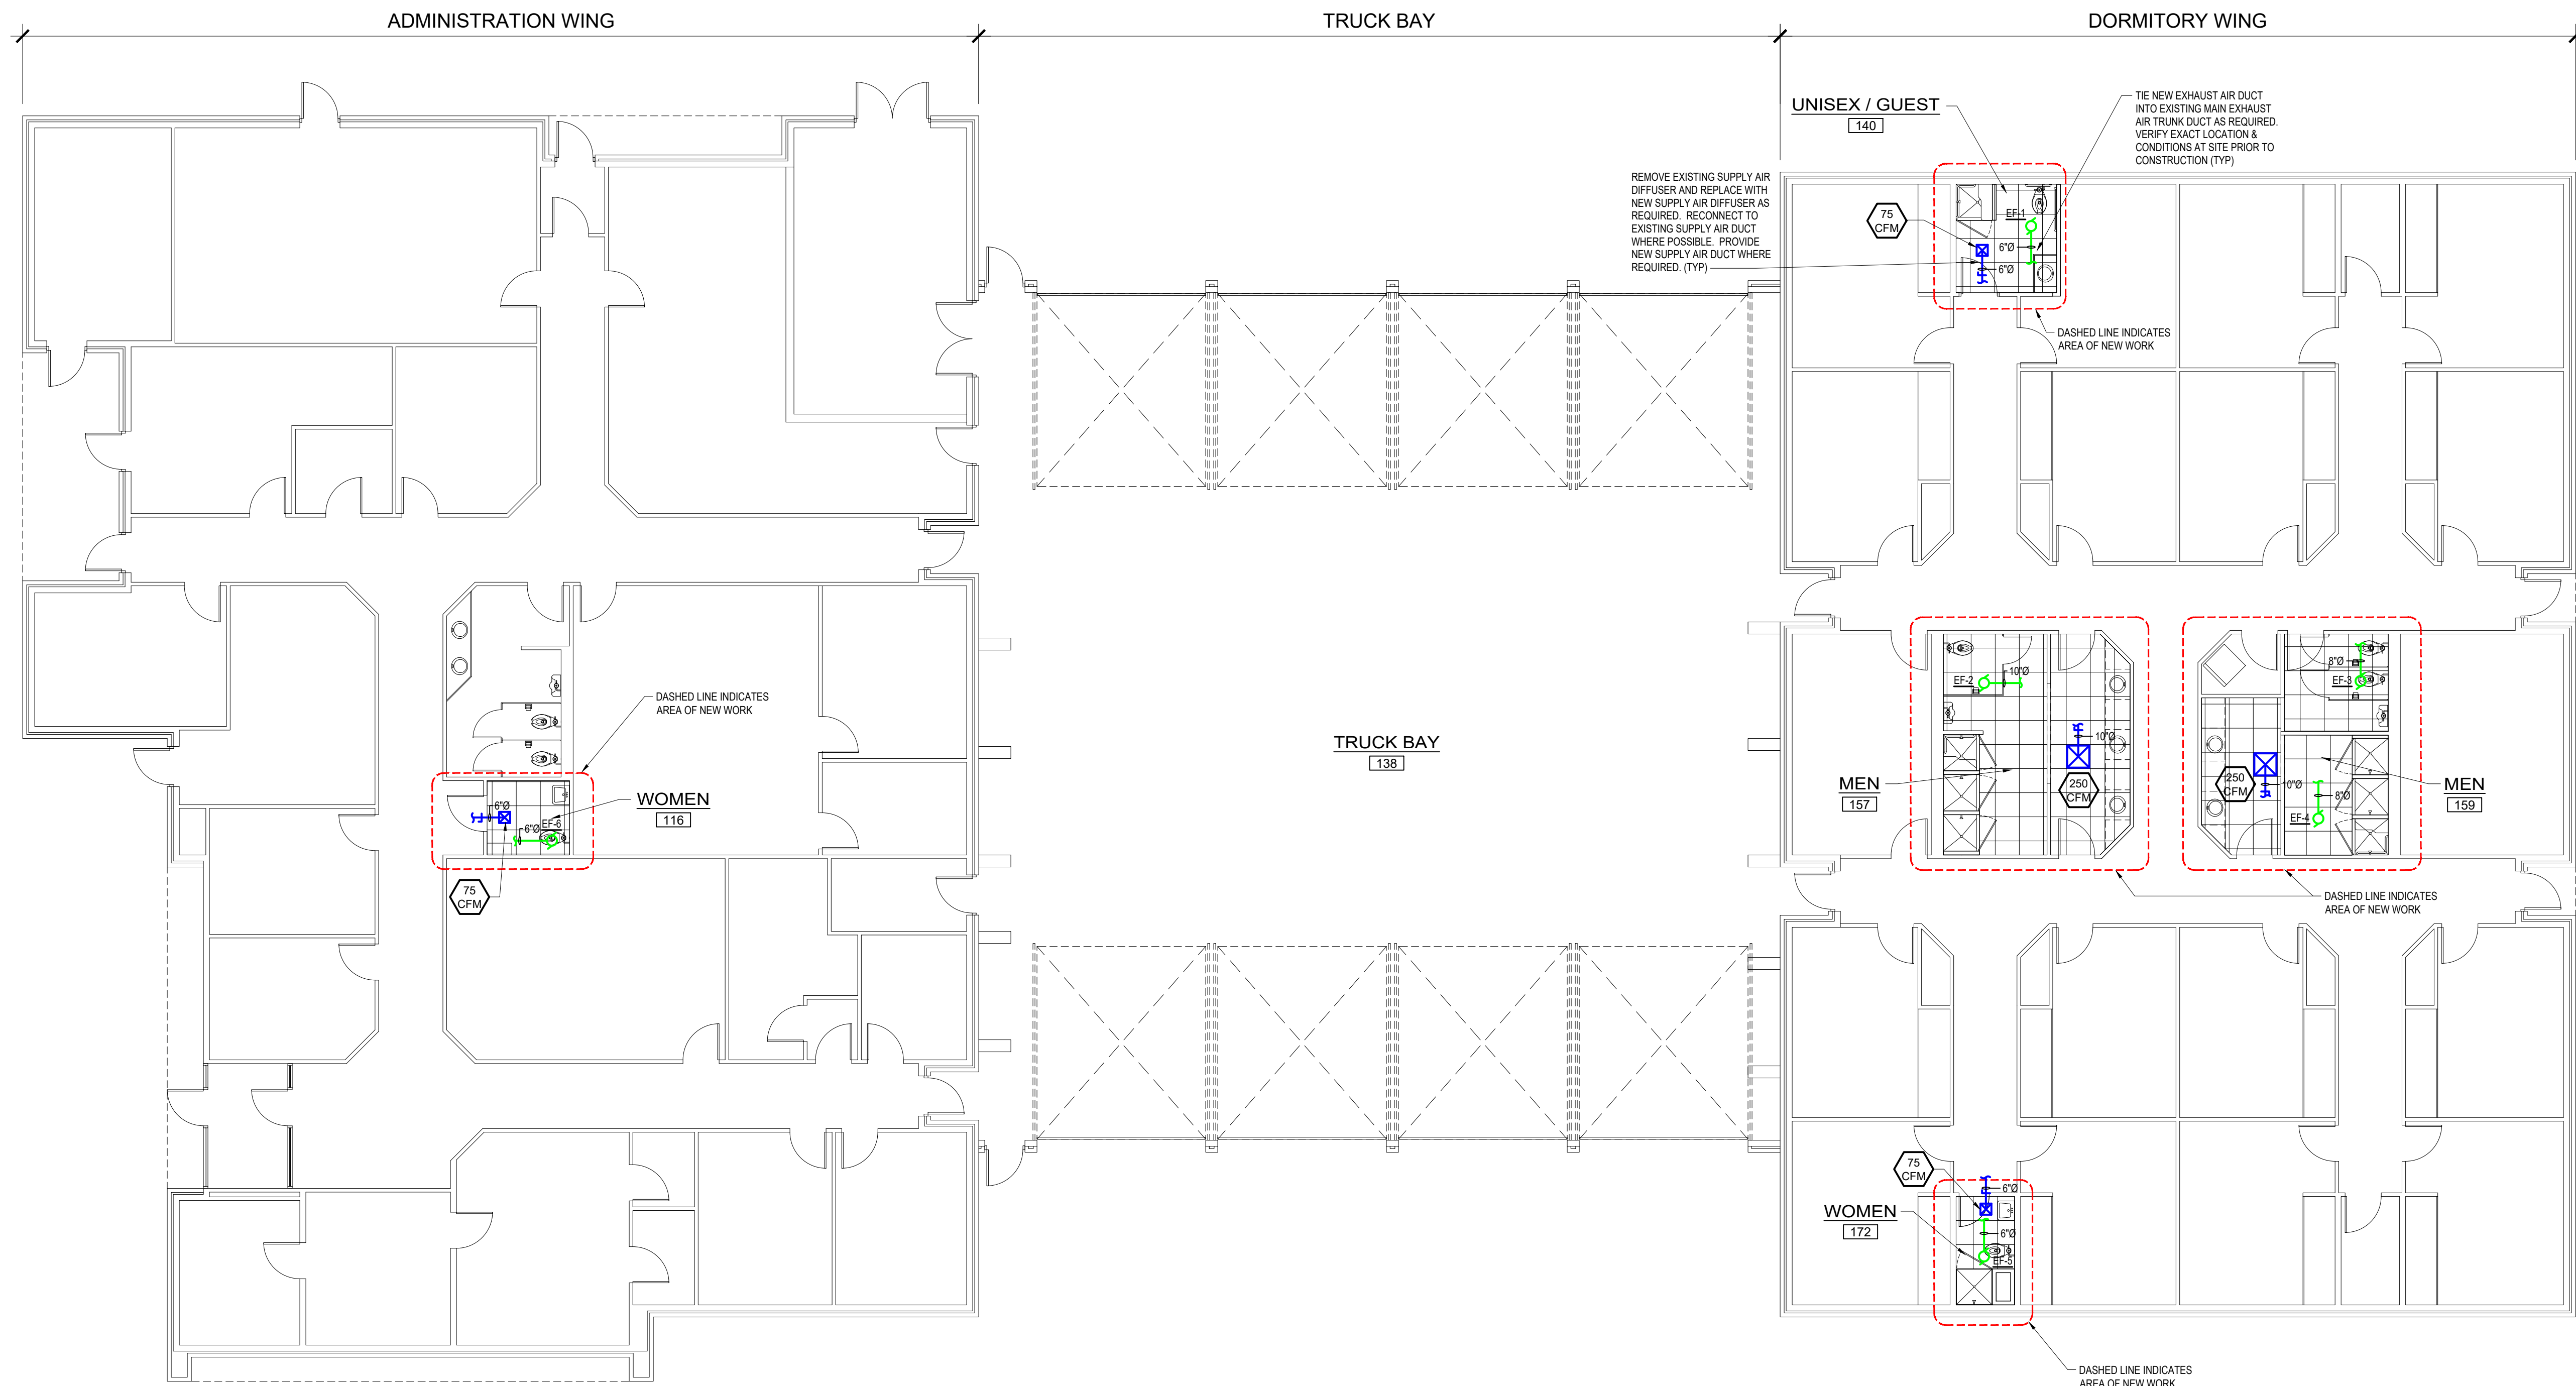 ADMINISTRATION WING
TRUCK BAY
DORMITORY WING
UNISEX / GUEST
140
TIE NEW EXHAUST AIR DUCT
INTO EXISTING MAIN EXHAUST
AIR TRUNK DUCT AS REQUIRED.
VERIFY EXACT LOCATION &
CONDITIONS AT SITE PRIOR TO
CONSTRUCTION (TYP)
REMOVE EXISTING SUPPLY AIR
DIFFUSER AND REPLACE WITH
NEW SUPPLY AIR DIFFUSER AS
REQUIRED. RECONNECT TO
EXISTING SUPPLY AIR DUCT
WHERE POSSIBLE. PROVIDE
NEW SUPPLY AIR DUCT WHERE
REQUIRED. (TYP)
75
CFM
EF-1
6"Ø
6"Ø
DASHED LINE INDICATES
AREA OF NEW WORK
EF-2
10"Ø
10"Ø
250
CFM
MEN
157
8"Ø
EF-3
250
CFM
10"Ø
8"Ø
EF-4
MEN
159
DASHED LINE INDICATES
AREA OF NEW WORK
DASHED LINE INDICATES
AREA OF NEW WORK
TRUCK BAY
138
WOMEN
116
6"Ø
6"Ø
EF-6
75
CFM
75
CFM
6"Ø
WOMEN
172
6"Ø
EF-5
DASHED LINE INDICATES
AREA OF NEW WORK